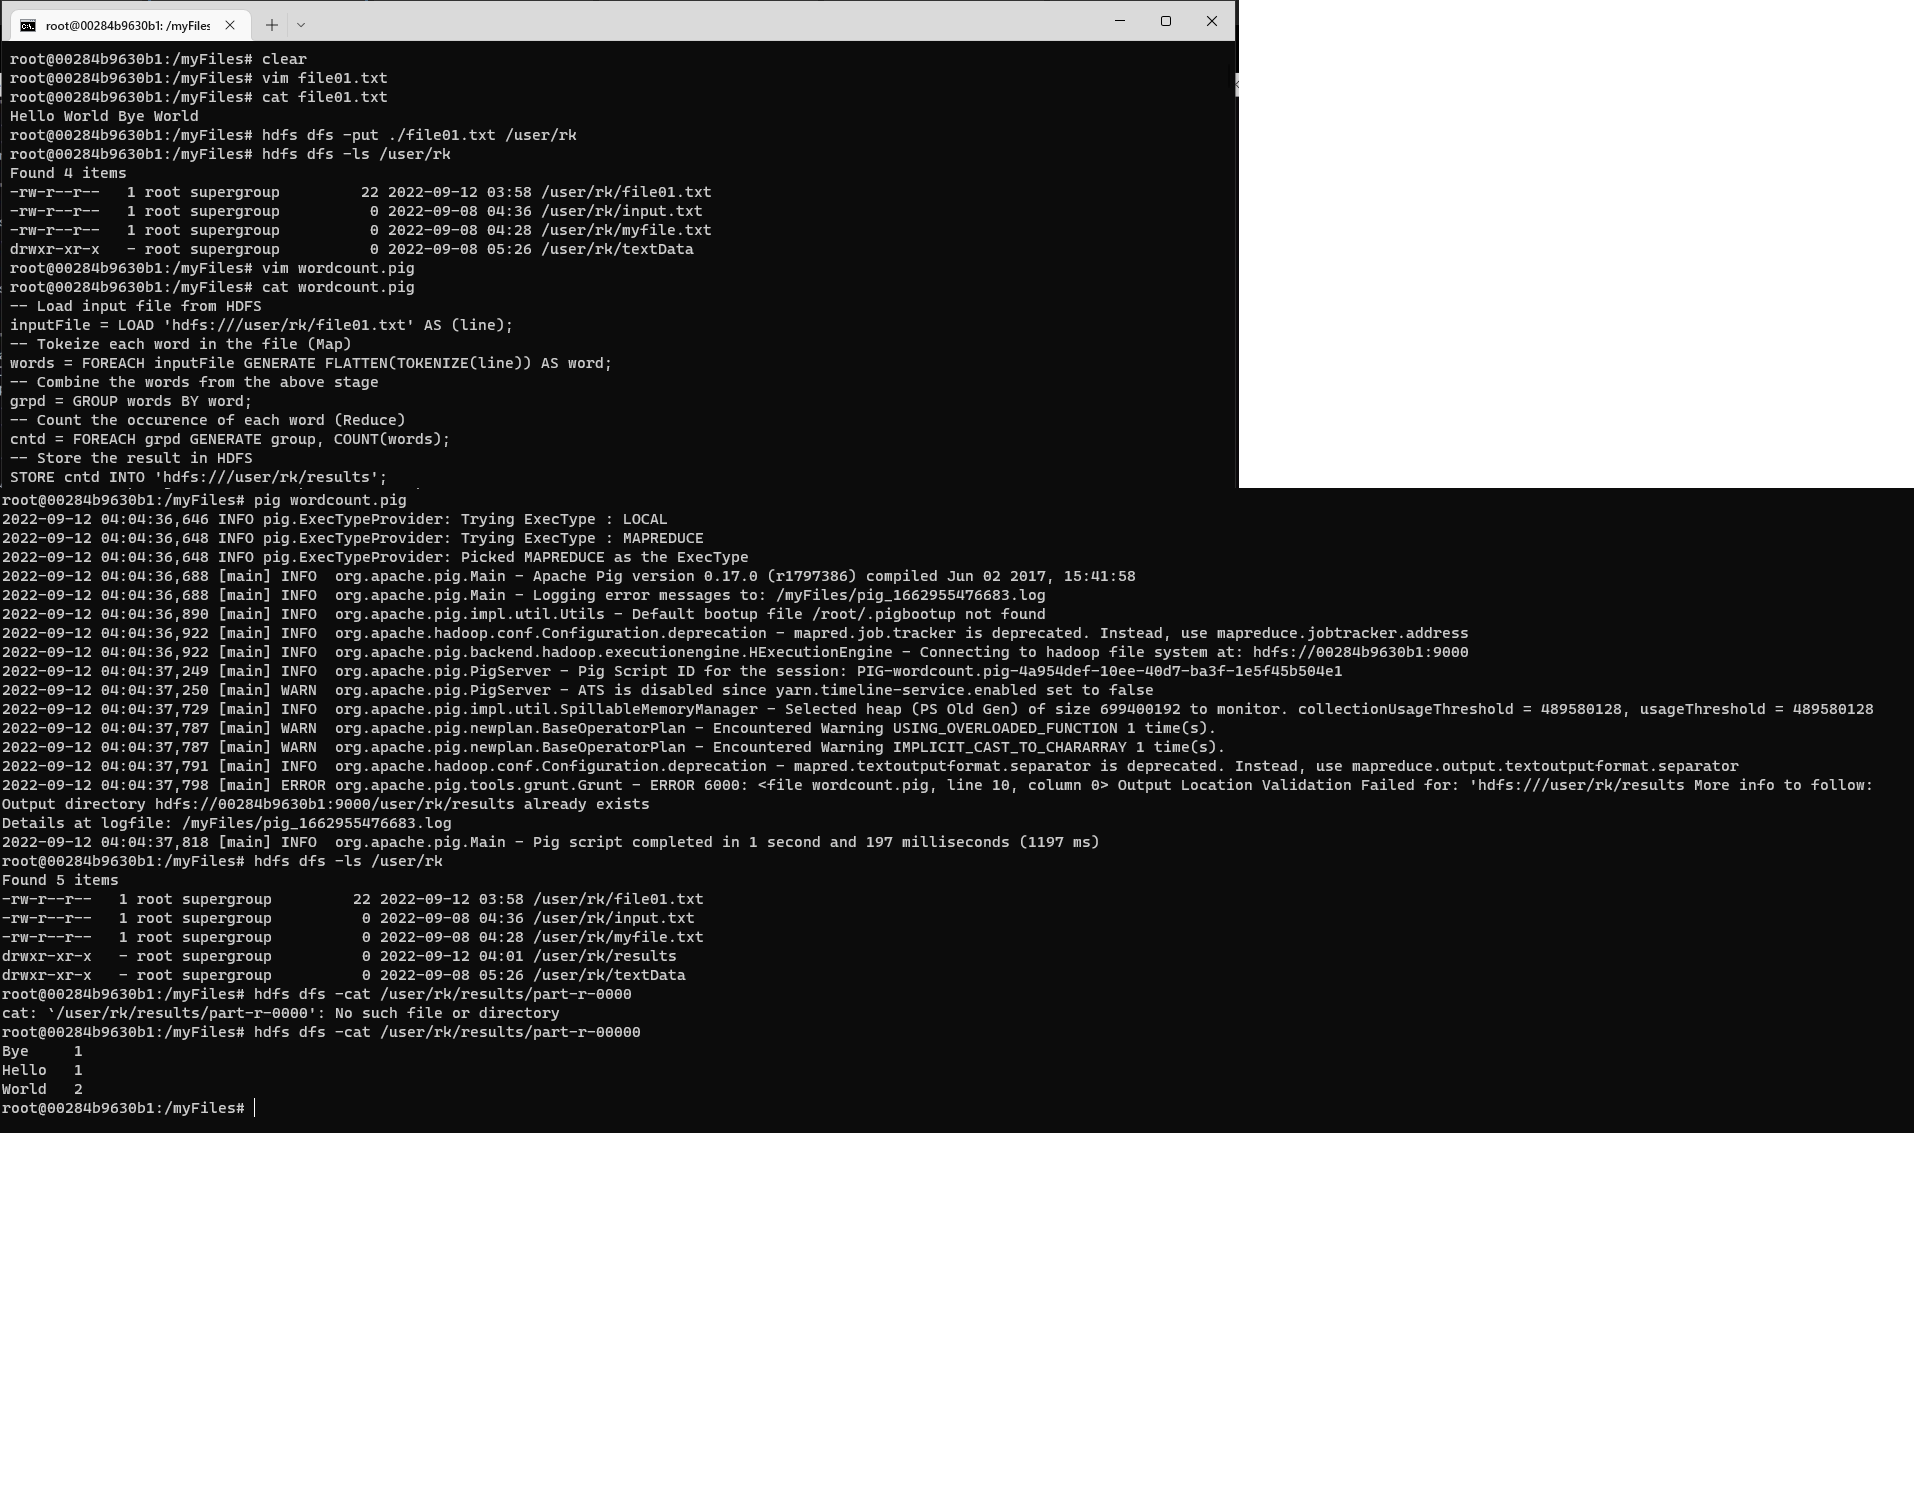 root@00284b9630b1: /myFiles
root@00284b9630b1:/myFiles# clear
root@00284b9630b1:/myFiles# vim file01.txt
root@00284b9630b1:/myFiles# cat file01.txt
Hello World Bye World
root@00284b9630b1:/myFiles# hdfs dfs -put ./file01.txt /user/rk
root@00284b9630b1:/myFiles# hdfs dfs -ls /user/rk
Found 4 items
-rw-r--r--   1 root supergroup         22 2022-09-12 03:58 /user/rk/file01.txt
-rw-r--r--   1 root supergroup          0 2022-09-08 04:36 /user/rk/input.txt
-rw-r--r--   1 root supergroup          0 2022-09-08 04:28 /user/rk/myfile.txt
drwxr-xr-x   - root supergroup          0 2022-09-08 05:26 /user/rk/textData
root@00284b9630b1:/myFiles# vim wordcount.pig
root@00284b9630b1:/myFiles# cat wordcount.pig
-- Load input file from HDFS
inputFile = LOAD 'hdfs:///user/rk/file01.txt' AS (line);
-- Tokeize each word in the file (Map)
words = FOREACH inputFile GENERATE FLATTEN(TOKENIZE(line)) AS word;
-- Combine the words from the above stage
grpd = GROUP words BY word;
-- Count the occurence of each word (Reduce)
cntd = FOREACH grpd GENERATE group, COUNT(words);
-- Store the result in HDFS
STORE cntd INTO 'hdfs:///user/rk/results';
root@00284b9630b1:/myFiles# pig wordcount.pig
2022-09-12 04:04:36,646 INFO pig.ExecTypeProvider: Trying ExecType : LOCAL
2022-09-12 04:04:36,648 INFO pig.ExecTypeProvider: Trying ExecType : MAPREDUCE
2022-09-12 04:04:36,648 INFO pig.ExecTypeProvider: Picked MAPREDUCE as the ExecType
2022-09-12 04:04:36,688 [main] INFO  org.apache.pig.Main - Apache Pig version 0.17.0 (r1797386) compiled Jun 02 2017, 15:41:58
2022-09-12 04:04:36,688 [main] INFO  org.apache.pig.Main - Logging error messages to: /myFiles/pig_1662955476683.log
2022-09-12 04:04:36,890 [main] INFO  org.apache.pig.impl.util.Utils - Default bootup file /root/.pigbootup not found
2022-09-12 04:04:36,922 [main] INFO  org.apache.hadoop.conf.Configuration.deprecation - mapred.job.tracker is deprecated. Instead, use mapreduce.jobtracker.address
2022-09-12 04:04:36,922 [main] INFO  org.apache.pig.backend.hadoop.executionengine.HExecutionEngine - Connecting to hadoop file system at: hdfs://00284b9630b1:9000
2022-09-12 04:04:37,249 [main] INFO  org.apache.pig.PigServer - Pig Script ID for the session: PIG-wordcount.pig-4a954def-10ee-40d7-ba3f-1e5f45b504e1
2022-09-12 04:04:37,250 [main] WARN  org.apache.pig.PigServer - ATS is disabled since yarn.timeline-service.enabled set to false
2022-09-12 04:04:37,729 [main] INFO  org.apache.pig.impl.util.SpillableMemoryManager - Selected heap (PS Old Gen) of size 699400192 to monitor. collectionUsageThreshold = 489580128, usageThreshold = 489580128
2022-09-12 04:04:37,787 [main] WARN  org.apache.pig.newplan.BaseOperatorPlan - Encountered Warning USING_OVERLOADED_FUNCTION 1 time(s).
2022-09-12 04:04:37,787 [main] WARN  org.apache.pig.newplan.BaseOperatorPlan - Encountered Warning IMPLICIT_CAST_TO_CHARARRAY 1 time(s).
2022-09-12 04:04:37,791 [main] INFO  org.apache.hadoop.conf.Configuration.deprecation - mapred.textoutputformat.separator is deprecated. Instead, use mapreduce.output.textoutputformat.separator
2022-09-12 04:04:37,798 [main] ERROR org.apache.pig.tools.grunt.Grunt - ERROR 6000: <file wordcount.pig, line 10, column 0> Output Location Validation Failed for: 'hdfs:///user/rk/results More info to follow:
Output directory hdfs://00284b9630b1:9000/user/rk/results already exists
Details at logfile: /myFiles/pig_1662955476683.log
2022-09-12 04:04:37,818 [main] INFO  org.apache.pig.Main - Pig script completed in 1 second and 197 milliseconds (1197 ms)
root@00284b9630b1:/myFiles# hdfs dfs -ls /user/rk
Found 5 items
-rw-r--r--   1 root supergroup         22 2022-09-12 03:58 /user/rk/file01.txt
-rw-r--r--   1 root supergroup          0 2022-09-08 04:36 /user/rk/input.txt
-rw-r--r--   1 root supergroup          0 2022-09-08 04:28 /user/rk/myfile.txt
drwxr-xr-x   - root supergroup          0 2022-09-12 04:01 /user/rk/results
drwxr-xr-x   - root supergroup          0 2022-09-08 05:26 /user/rk/textData
root@00284b9630b1:/myFiles# hdfs dfs -cat /user/rk/results/part-r-0000
cat: `/user/rk/results/part-r-0000': No such file or directory
root@00284b9630b1:/myFiles# hdfs dfs -cat /user/rk/results/part-r-00000
Bye     1
Hello   1
World   2
root@00284b9630b1:/myFiles#